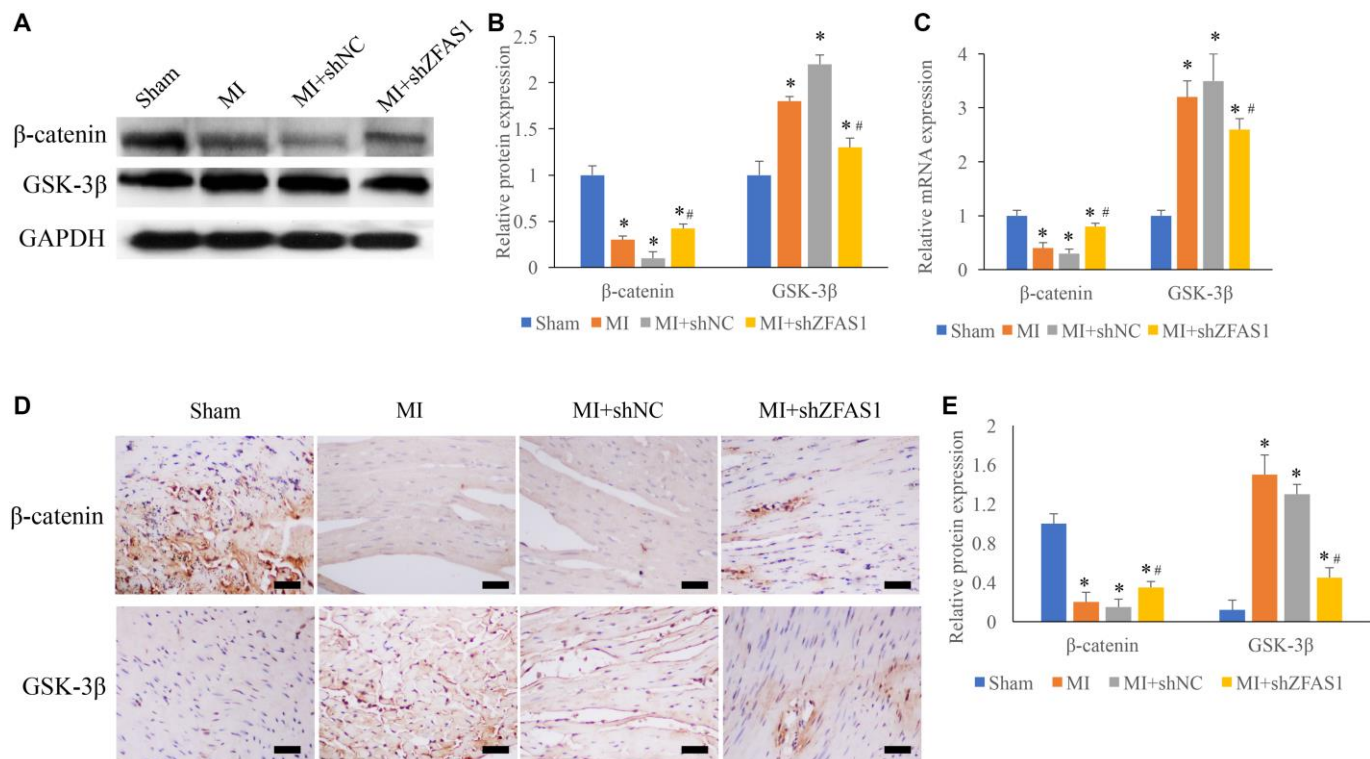 A
Sham
MI
MI+shNC
MI+shZFAS1
β-catenin
GSK-3β
GAPDH
B
Relative protein expression
2.5
2
1.5
1
0.5
0
* * *# * * *#
β-catenin GSK-3β
Sham MI MI+shNC MI+shZFAS1
C
Relative mRNA expression
4
3
2
1
0
* * *# * * *#
β-catenin GSK-3β
Sham MI MI+shNC MI+shZFAS1
D
Sham MI MI+shNC MI+shZFAS1
β-catenin
GSK-3β
E
Relative protein expression
2
1.6
1.2
0.8
0.4
0
* * *# * * *#
β-catenin GSK-3β
Sham MI MI+shNC MI+shZFAS1